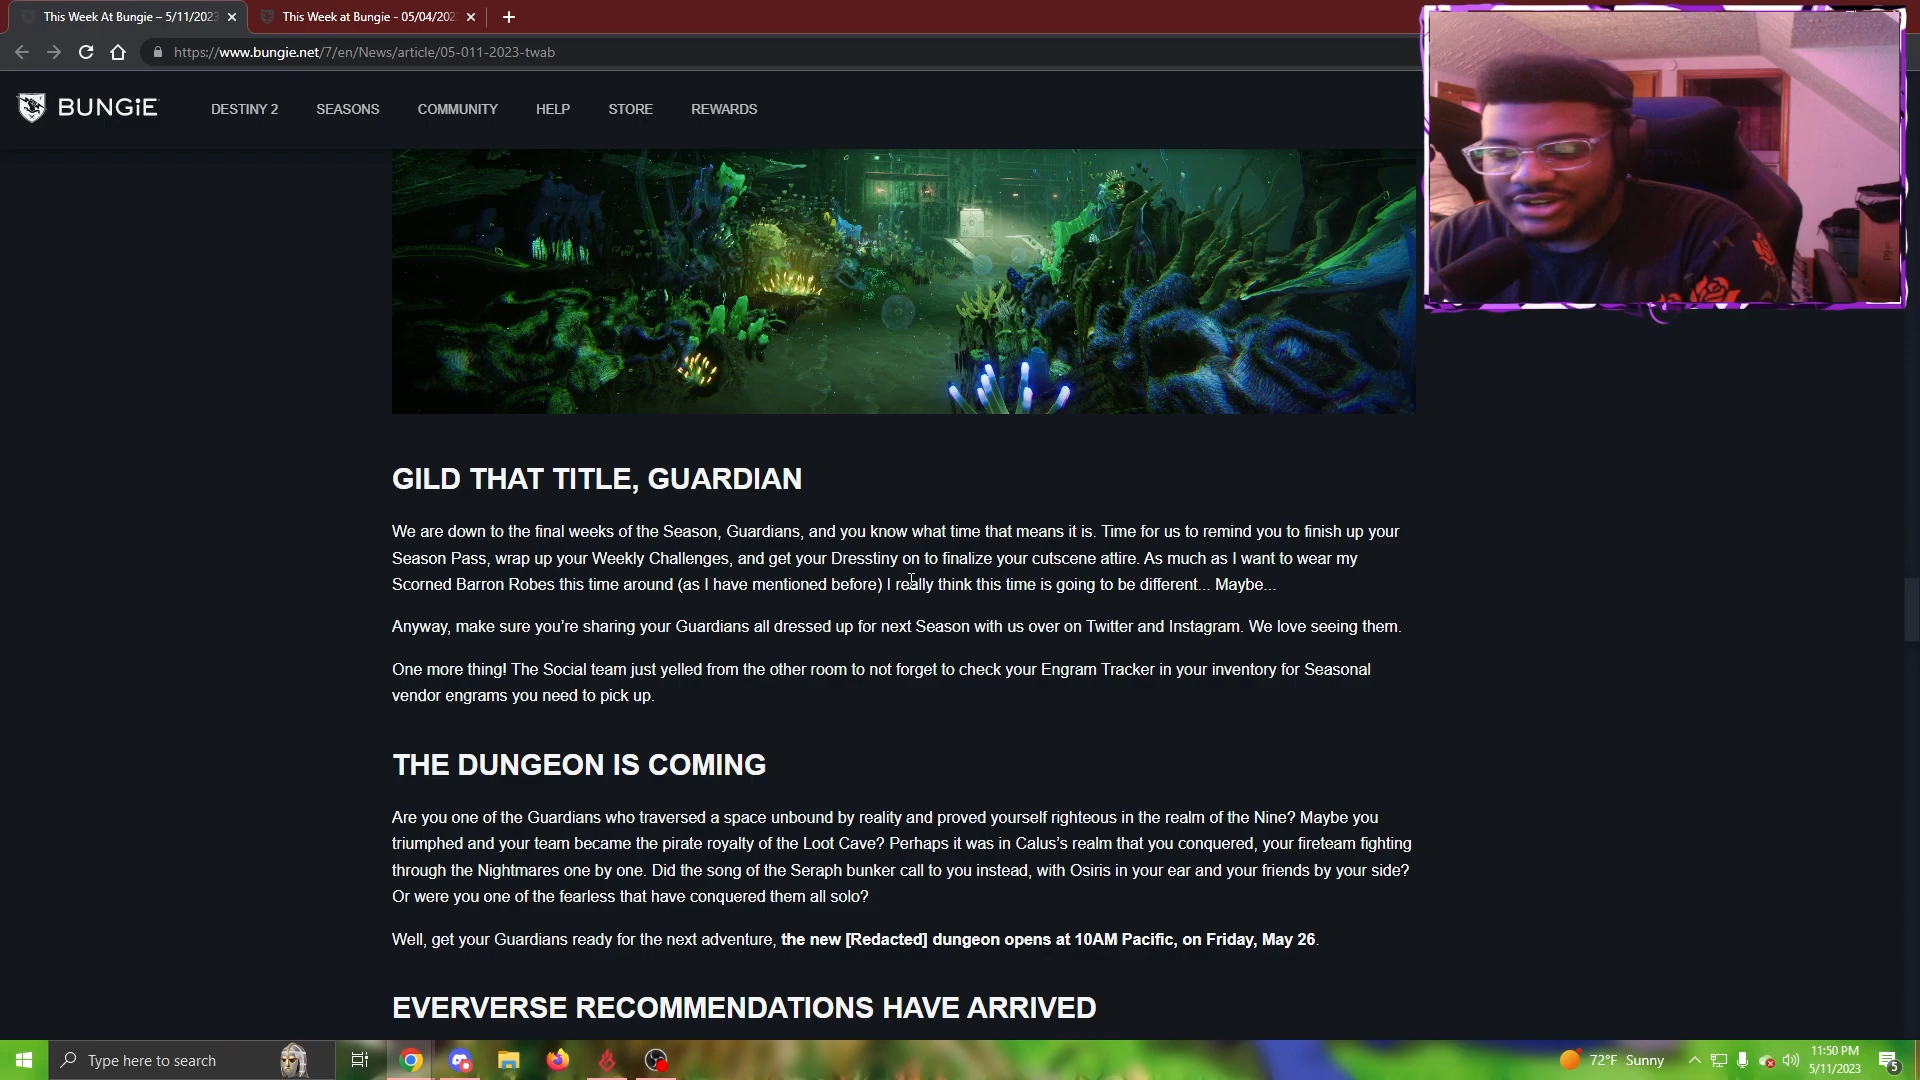 This Week At Bungie – 5/11/2023
This Week at Bungie - 05/04/202
https://www.bungie.net/7/en/News/article/05-011-2023-twab
BUNGiE
DESTINY 2 SEASONS COMMUNITY HELP STORE REWARDS
GILD THAT TITLE, GUARDIAN
We are down to the final weeks of the Season, Guardians, and you know what time that means it is. Time for us to remind you to finish up your
Season Pass, wrap up your Weekly Challenges, and get your Dresstiny on to finalize your cutscene attire. As much as I want to wear my
Scorned Barron Robes this time around (as I have mentioned before) I really think this time is going to be different... Maybe...
Anyway, make sure you’re sharing your Guardians all dressed up for next Season with us over on Twitter and Instagram. We love seeing them.
One more thing! The Social team just yelled from the other room to not forget to check your Engram Tracker in your inventory for Seasonal
vendor engrams you need to pick up.
THE DUNGEON IS COMING
Are you one of the Guardians who traversed a space unbound by reality and proved yourself righteous in the realm of the Nine? Maybe you
triumphed and your team became the pirate royalty of the Loot Cave? Perhaps it was in Calus’s realm that you conquered, your fireteam fighting
through the Nightmares one by one. Did the song of the Seraph bunker call to you instead, with Osiris in your ear and your friends by your side?
Or were you one of the fearless that have conquered them all solo?
Well, get your Guardians ready for the next adventure, the new [Redacted] dungeon opens at 10AM Pacific, on Friday, May 26.
EVERVERSE RECOMMENDATIONS HAVE ARRIVED
Type here to search
72°F Sunny
11:50 PM
5/11/2023
5